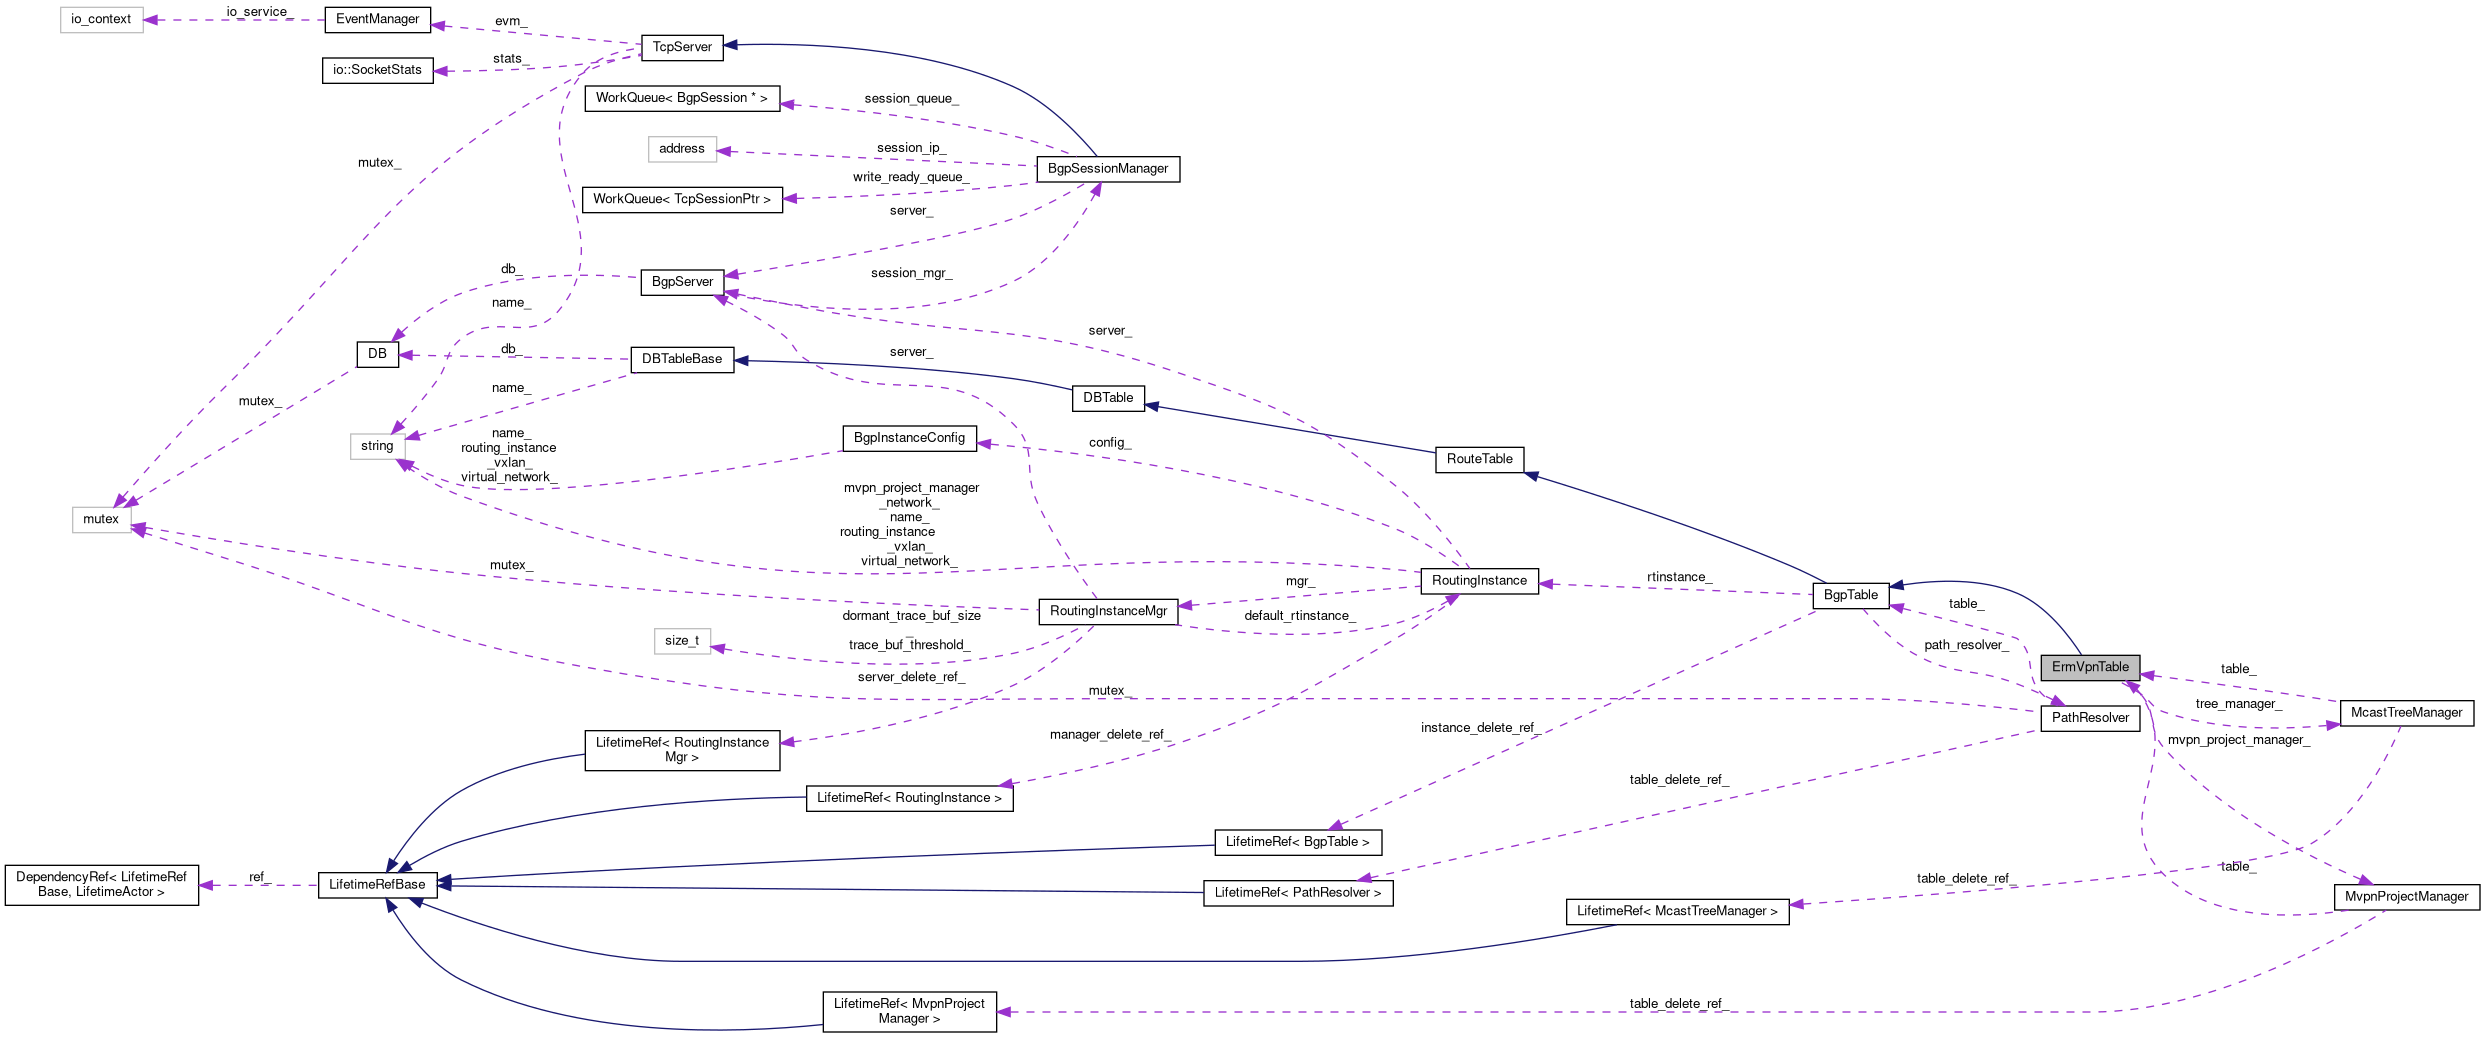 io_context
io_service_
EventManager
evm_
TcpServer
io::SocketStats
stats_
WorkQueue< BgpSession * >
session_queue_
address
session_ip_
BgpSessionManager
mutex_
write_ready_queue_
WorkQueue< TcpSessionPtr >
server_
BgpServer
session_mgr_
db_
name_
server_
DB
db_
DBTableBase
server_
name_
DBTable
mutex_
string
name_
routing_instance
_vxlan_
virtual_network_
BgpInstanceConfig
config_
RouteTable
mutex
mvpn_project_manager
_network_
name_
routing_instance
_vxlan_
virtual_network_
mutex_
RoutingInstance
mgr_
rtinstance_
BgpTable
table_
RoutingInstanceMgr
default_rtinstance_
dormant_trace_buf_size
_
trace_buf_threshold_
size_t
path_resolver_
ErmVpnTable
table_
server_delete_ref_
mutex_
tree_manager_
McastTreeManager
PathResolver
manager_delete_ref_
instance_delete_ref_
mvpn_project_manager_
LifetimeRef< RoutingInstance
Mgr >
LifetimeRef< RoutingInstance >
table_delete_ref_
LifetimeRef< BgpTable >
DependencyRef< LifetimeRef
Base, LifetimeActor >
ref_
LifetimeRefBase
LifetimeRef< PathResolver >
table_delete_ref_
table_
MvpnProjectManager
LifetimeRef< McastTreeManager >
LifetimeRef< MvpnProject
Manager >
table_delete_ref_